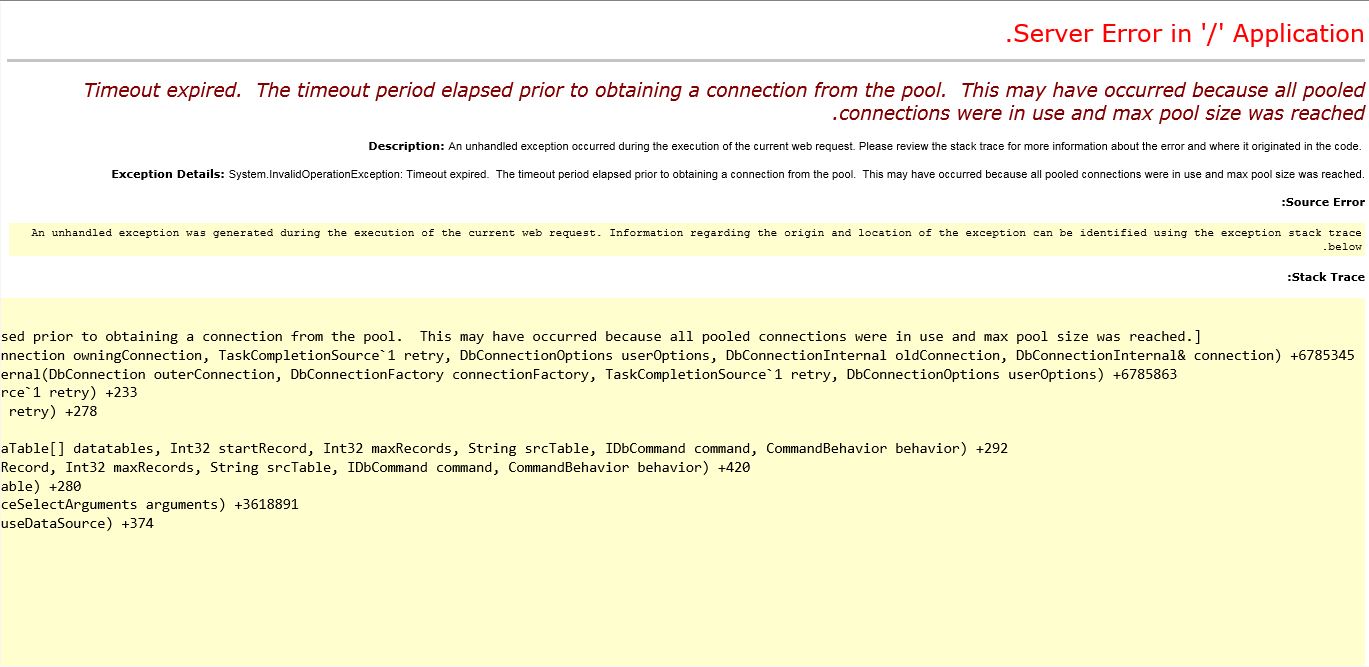 .Server Error in '/' Application
Timeout expired.  The timeout period elapsed prior to obtaining a connection from the pool.  This may have occurred because all pooled
.connections were in use and max pool size was reached
Description: An unhandled exception occurred during the execution of the current web request. Please review the stack trace for more information about the error and where it originated in the code.
Exception Details: System.InvalidOperationException: Timeout expired.  The timeout period elapsed prior to obtaining a connection from the pool.  This may have occurred because all pooled connections were in use and max pool size was reached.
:Source Error
An unhandled exception was generated during the execution of the current web request. Information regarding the origin and location of the exception can be identified using the exception stack trace
.below
:Stack Trace
sed prior to obtaining a connection from the pool.  This may have occurred because all pooled connections were in use and max pool size was reached.]
nnection owningConnection, TaskCompletionSource`1 retry, DbConnectionOptions userOptions, DbConnectionInternal oldConnection, DbConnectionInternal& connection) +6785345
ernal(DbConnection outerConnection, DbConnectionFactory connectionFactory, TaskCompletionSource`1 retry, DbConnectionOptions userOptions) +6785863
rce`1 retry) +233
retry) +278
aTable[] datatables, Int32 startRecord, Int32 maxRecords, String srcTable, IDbCommand command, CommandBehavior behavior) +292
Record, Int32 maxRecords, String srcTable, IDbCommand command, CommandBehavior behavior) +420
able) +280
ceSelectArguments arguments) +3618891
useDataSource) +374